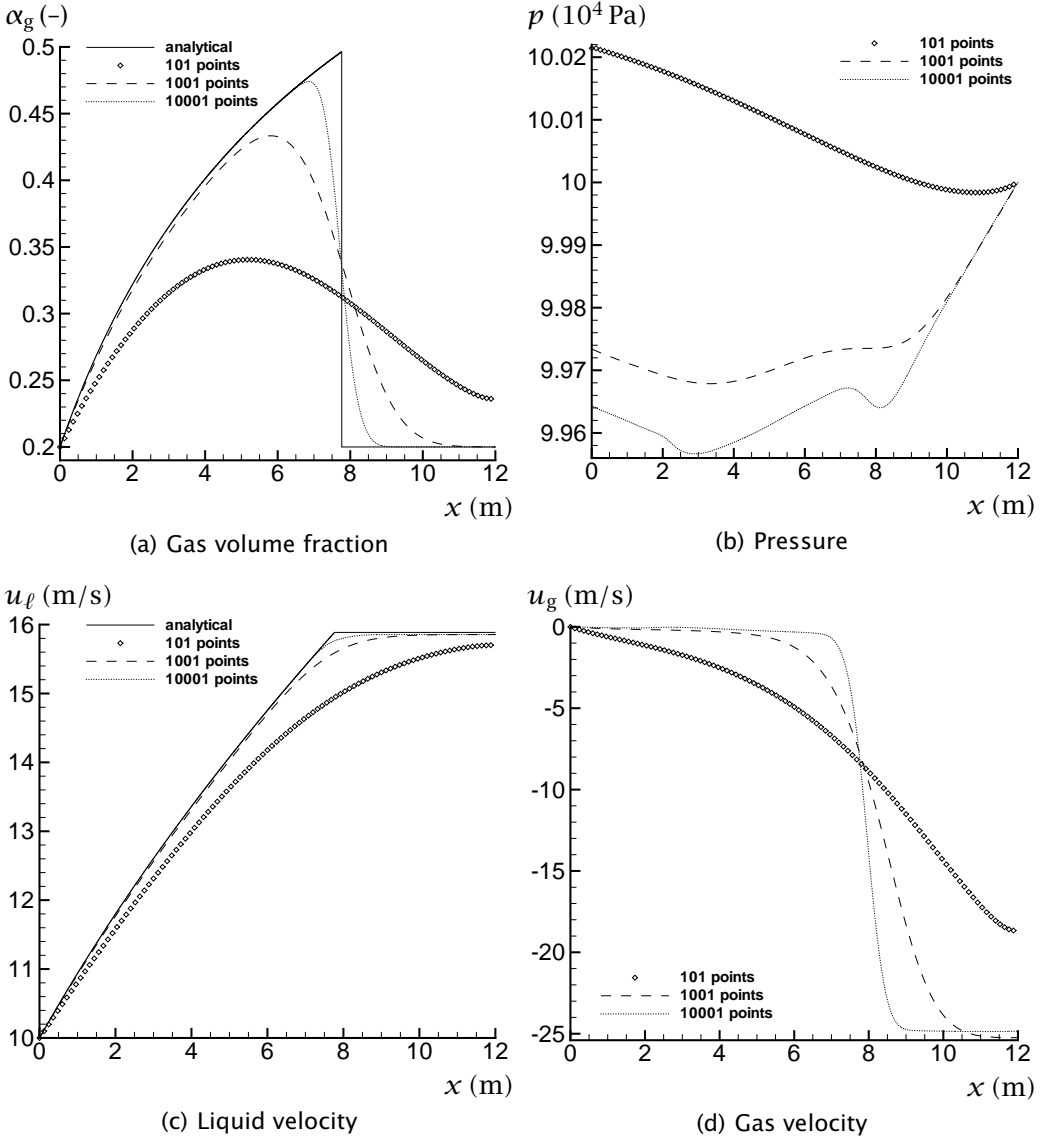 αg (–)
0.5
0.45
0.4
0.35
0.3
0.25
0.2
0 2 4 6 8 10 12
analytical
101 points
1001 points
10001 points
x (m)
(a) Gas volume fraction
p (10⁴ Pa)
10.02
10.01
10
9.99
9.98
9.97
9.96
0 2 4 6 8 10 12
101 points
1001 points
10001 points
x (m)
(b) Pressure
uℓ (m/s)
16
15
14
13
12
11
10
0 2 4 6 8 10 12
analytical
101 points
1001 points
10001 points
x (m)
(c) Liquid velocity
ug (m/s)
0
-5
-10
-15
-20
-25
0 2 4 6 8 10 12
101 points
1001 points
10001 points
x (m)
(d) Gas velocity